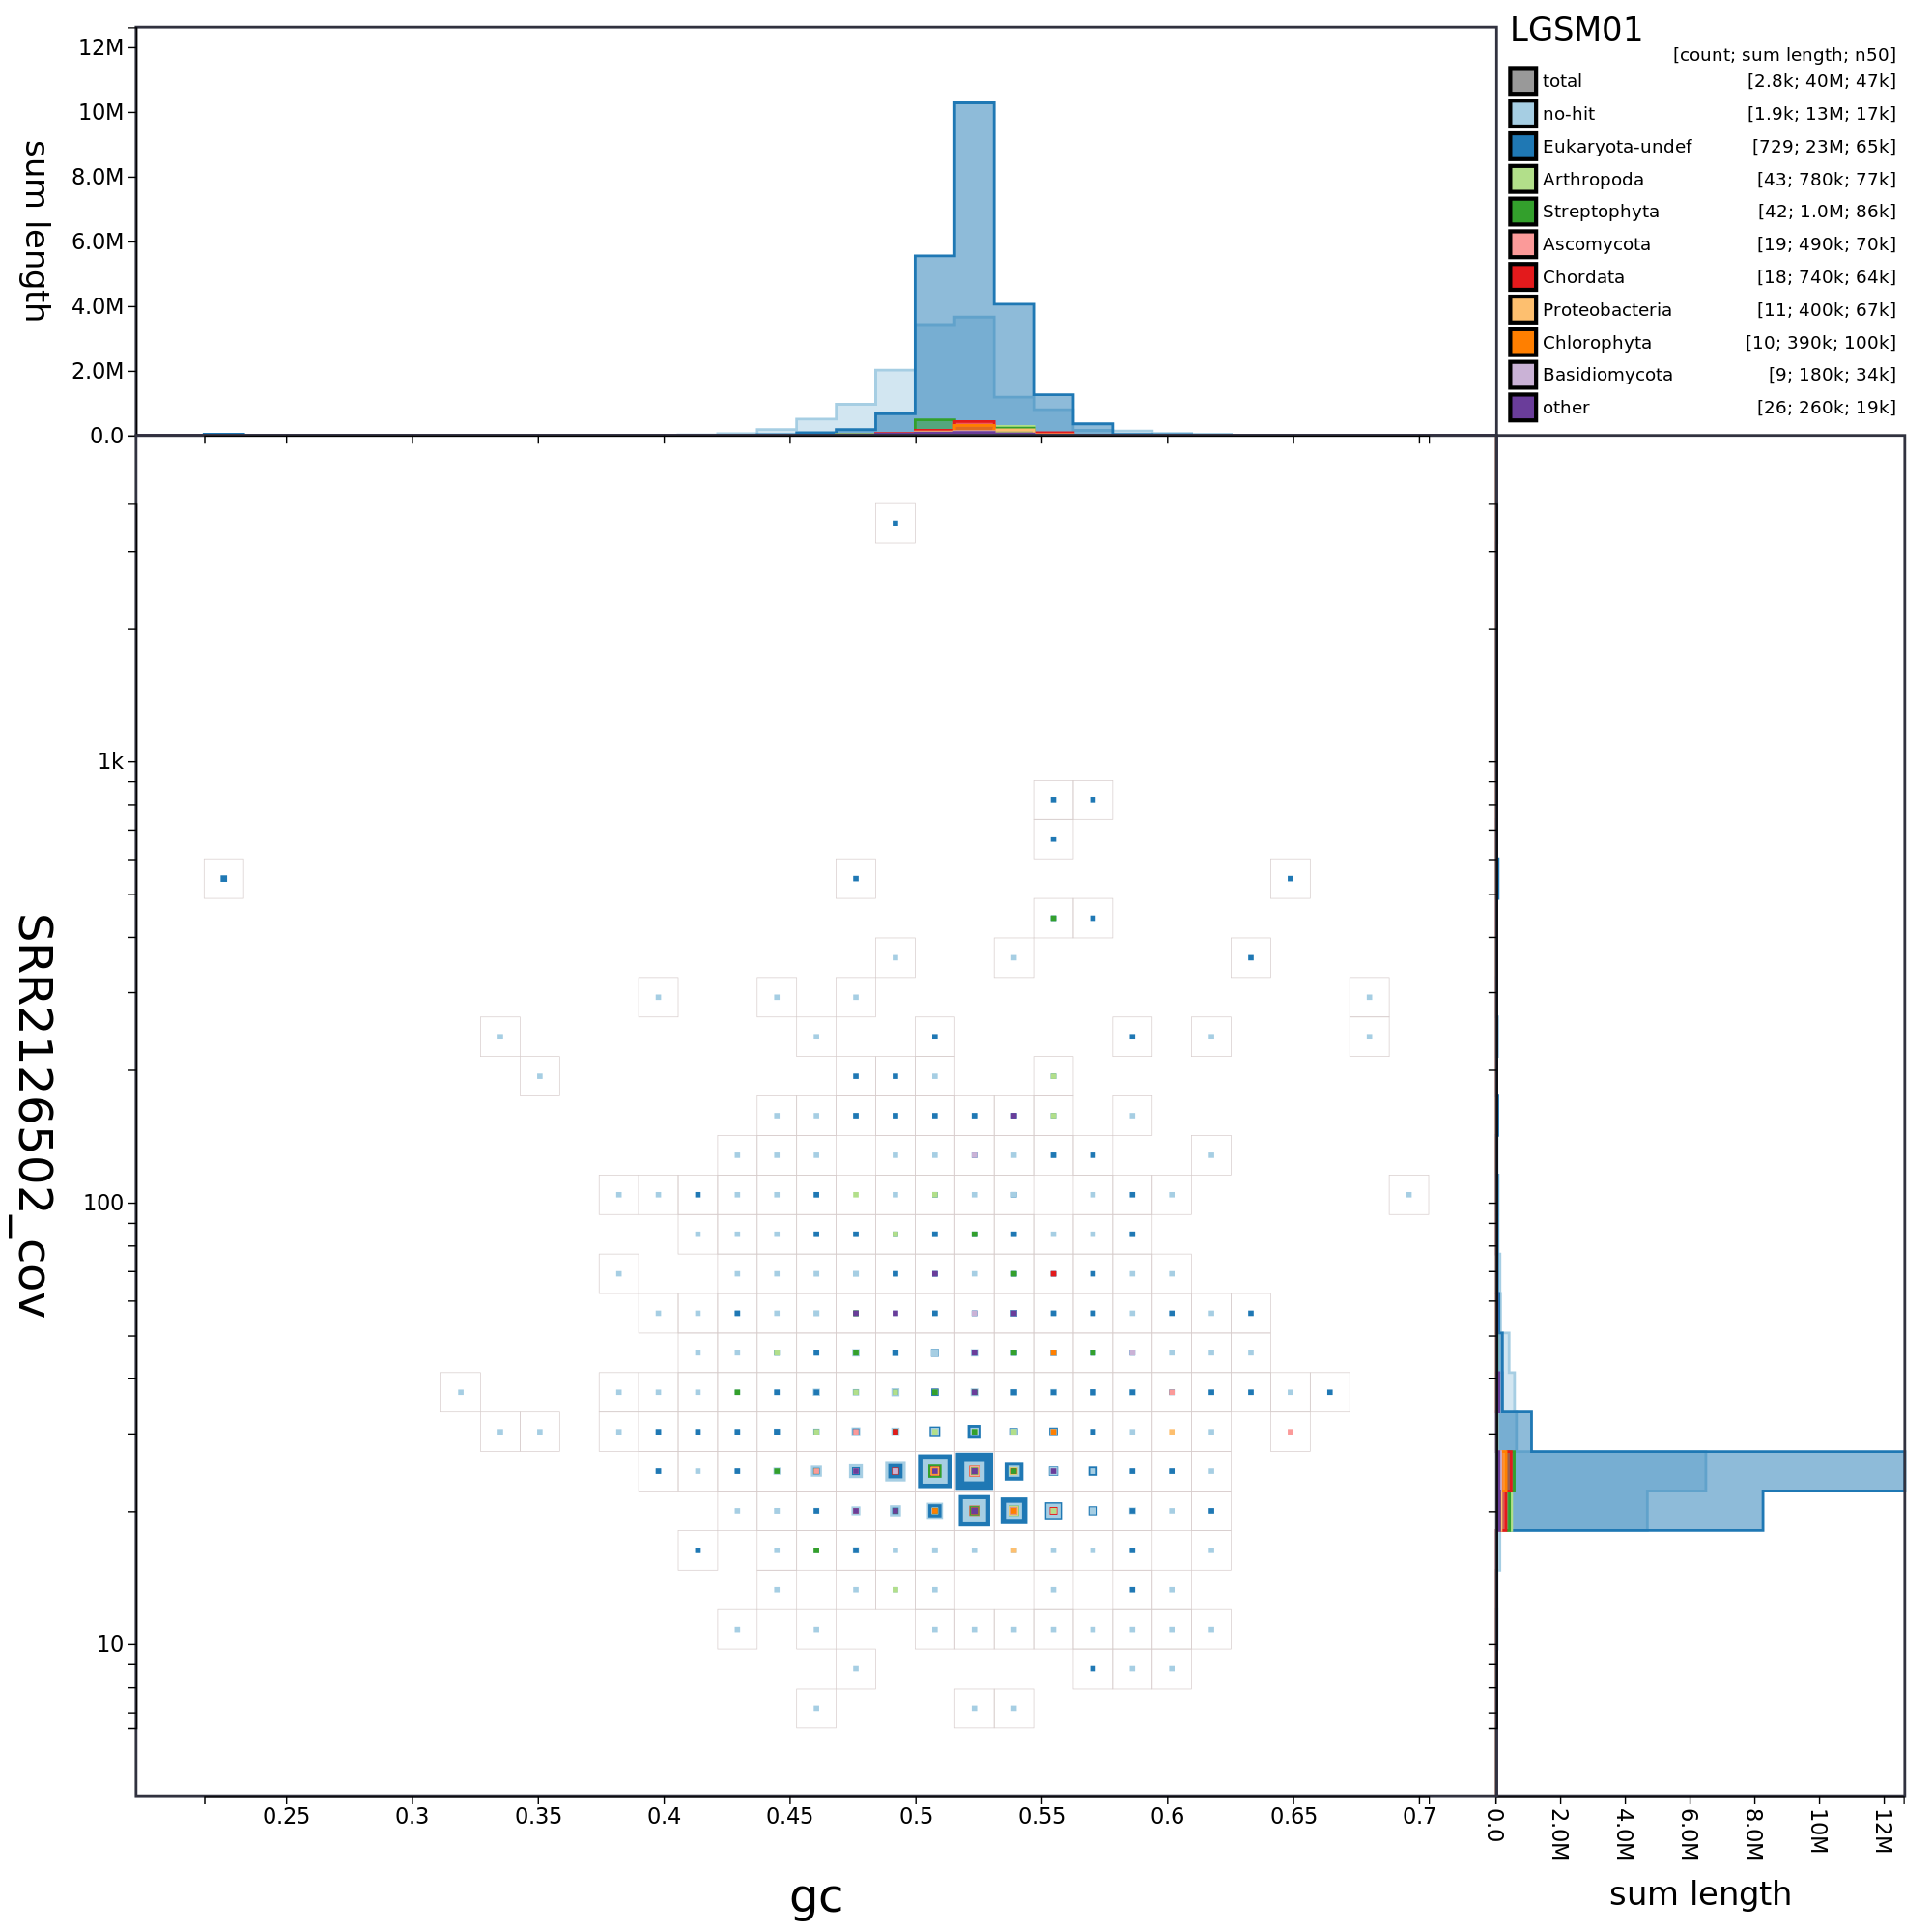 LGSM01
[count; sum length; n50]
total [2.8k; 40M; 47k]
no-hit [1.9k; 13M; 17k]
Eukaryota-undef [729; 23M; 65k]
Arthropoda [43; 780k; 77k]
Streptophyta [42; 1.0M; 86k]
Ascomycota [19; 490k; 70k]
Chordata [18; 740k; 64k]
Proteobacteria [11; 400k; 67k]
Chlorophyta [10; 390k; 100k]
Basidiomycota [9; 180k; 34k]
other [26; 260k; 19k]
sum length
12M
10M
8.0M
6.0M
4.0M
2.0M
0.0
SRR2126502_cov
1k
100
10
0.25 0.3 0.35 0.4 0.45 0.5 0.55 0.6 0.65 0.7
gc
0.0 2.0M 4.0M 6.0M 8.0M 10M 12M
sum length